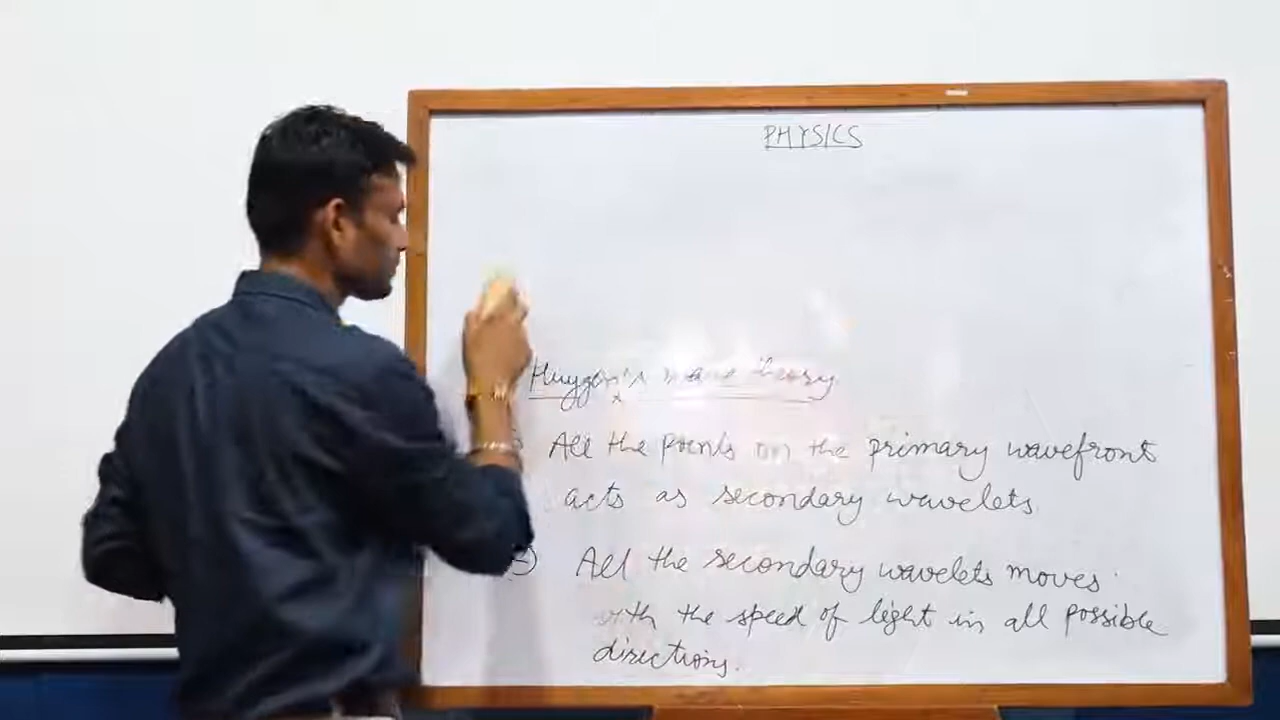 PHYSICS
Huygen's wave theory
All the points on the primary wavefront
acts as secondary wavelets.
2) All the secondary wavelets moves
with the speed of light in all possible
directions.